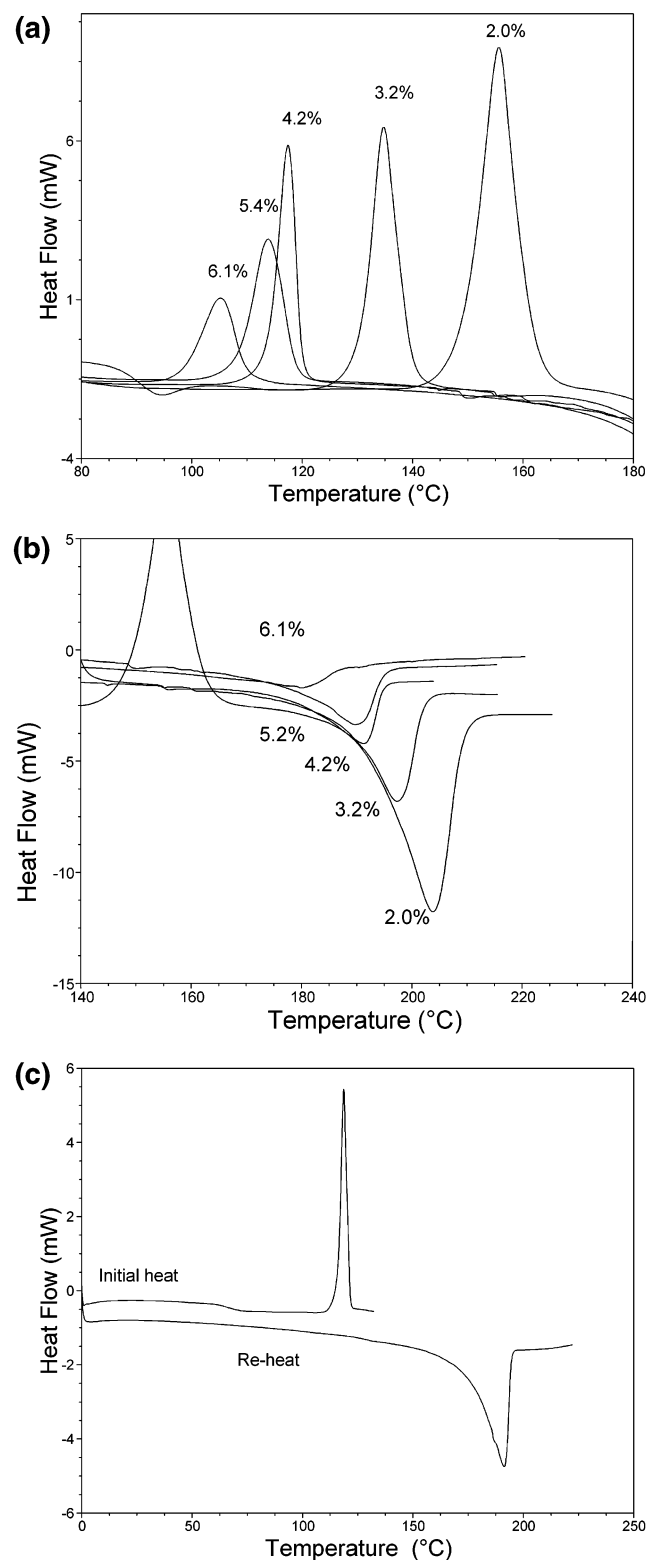 (a)
2.0%
3.2%
4.2%
5.4%
6.1%
6
1
-4
Heat Flow (mW)
80 100 120 140 160 180
Temperature (°C)
(b)
5
0
-5
-10
-15
Heat Flow (mW)
6.1%
5.2%
4.2%
3.2%
2.0%
140 160 180 200 220 240
Temperature (°C)
(c)
6
4
2
0
-2
-4
-6
Heat Flow (mW)
Initial heat
Re-heat
0 50 100 150 200 250
Temperature (°C)